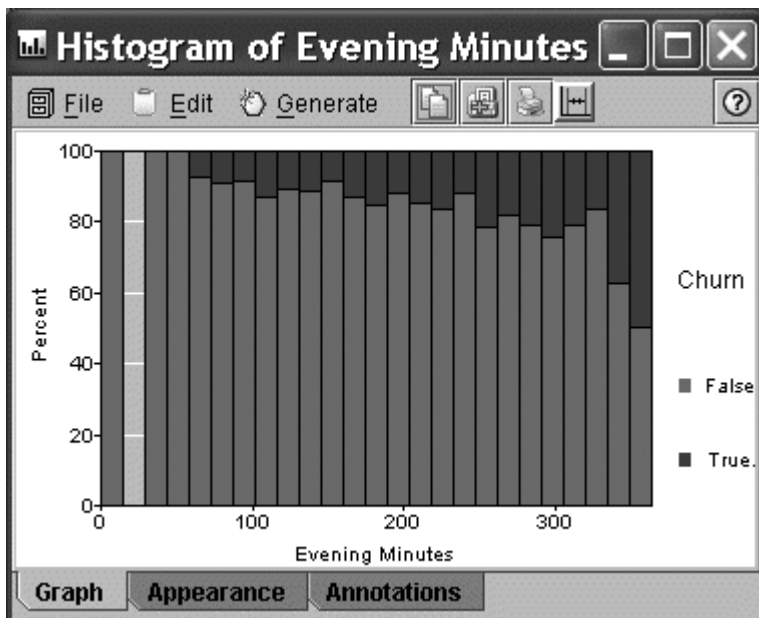 Histogram of Evening Minutes
File Edit Generate
100
80
60
40
20
0
Percent
0 100 200 300
Evening Minutes
Churn
False
True.
Graph Appearance Annotations